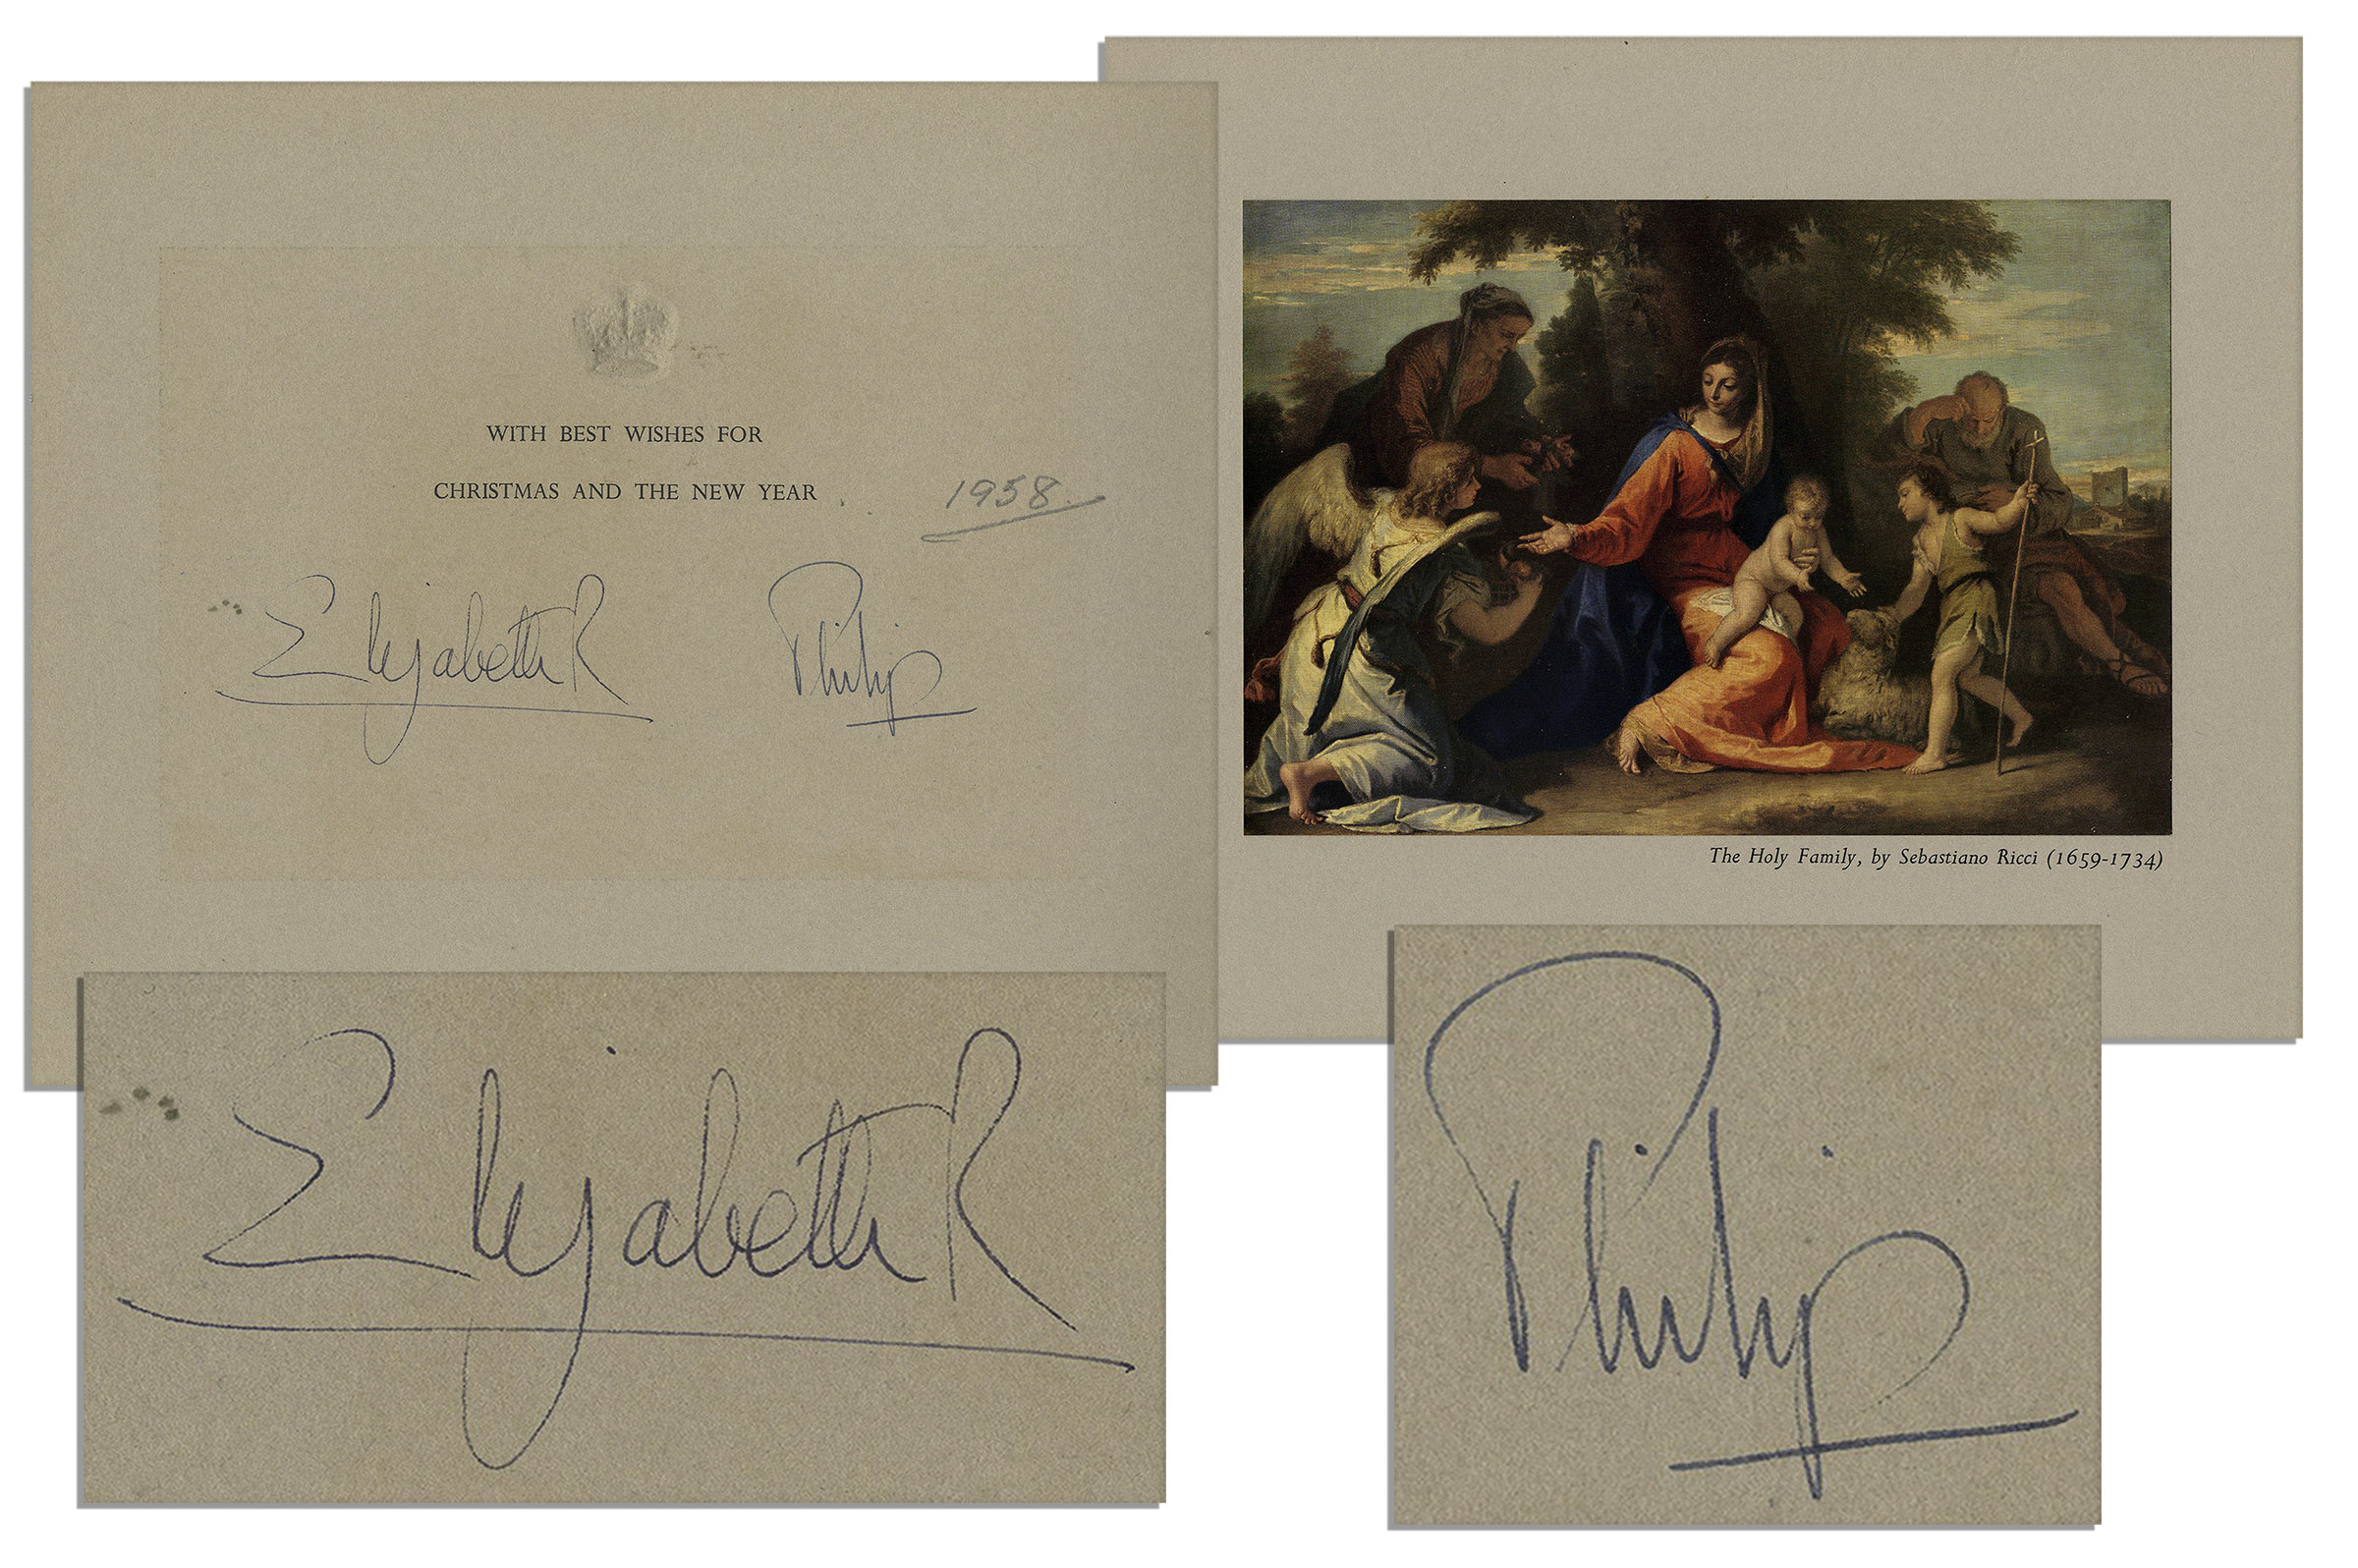 WITH BEST WISHES FOR
CHRISTMAS AND THE NEW YEAR
1958
Elizabeth R
Philip
The Holy Family, by Sebastiano Ricci (1659-1734)
Elizabeth R
Philip